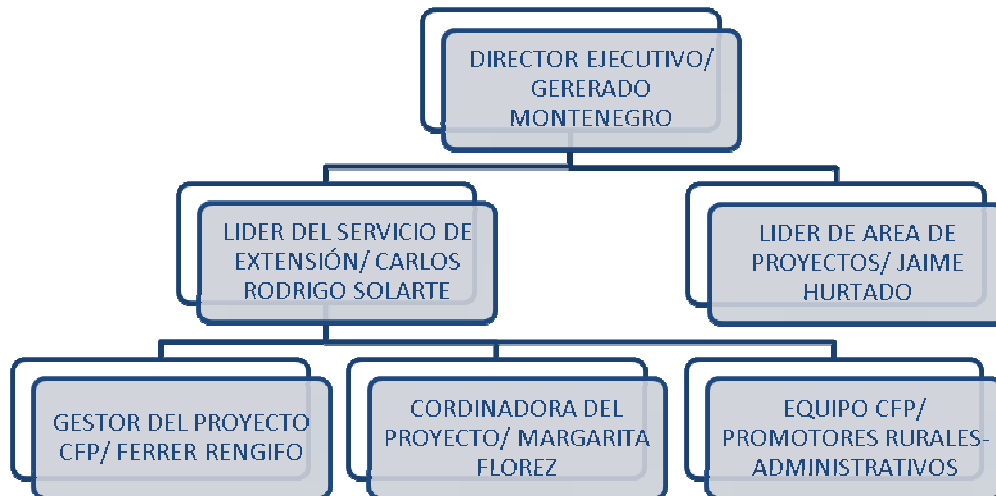 DIRECTOR EJECUTIVO/
GERERADO
MONTENEGRO
LIDER DEL SERVICIO DE
EXTENSIÓN/ CARLOS
RODRIGO SOLARTE
LIDER DE AREA DE
PROYECTOS/ JAIME
HURTADO
GESTOR DEL PROYECTO
CFP/ FERRER RENGIFO
CORDINADORA DEL
PROYECTO/ MARGARITA
FLOREZ
EQUIPO CFP/
PROMOTORES RURALES-
ADMINISTRATIVOS